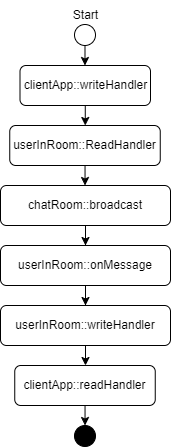 Start
clientApp::writeHandler
userInRoom::ReadHandler
chatRoom::broadcast
userInRoom::onMessage
userInRoom::writeHandler
clientApp::readHandler